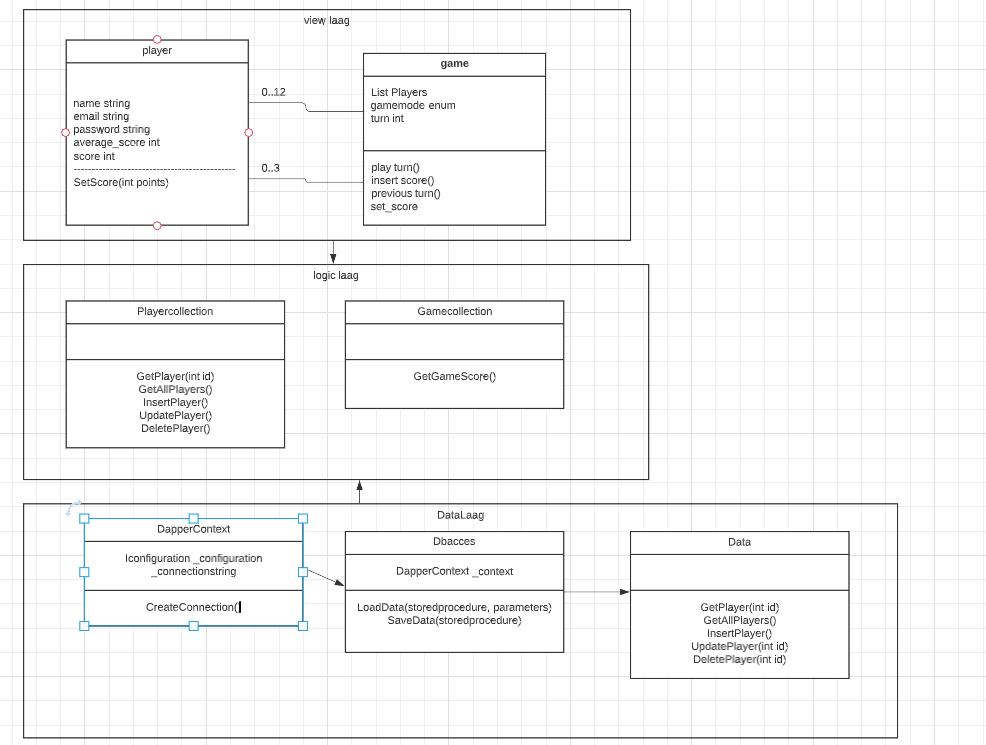 view laag
player
name string
email string
password string
average_score int
score int
SetScore(int points)
0..12
0..3
game
List Players
gamemode enum
turn int
play turn()
insert score()
previous turn()
set_score
logic laag
Playercollection
GetPlayer(int id)
GetAllPlayers()
InsertPlayer()
UpdatePlayer()
DeletePlayer()
Gamecollection
GetGameScore()
DataLaag
DapperContext
Iconfiguration _configuration
_connectionstring
CreateConnection()
Dbacces
DapperContext _context
LoadData(storedprocedure, parameters)
SaveData(storedprocedure)
Data
GetPlayer(int id)
GetAllPlayers()
InsertPlayer()
UpdatePlayer(int id)
DeletePlayer(int id)